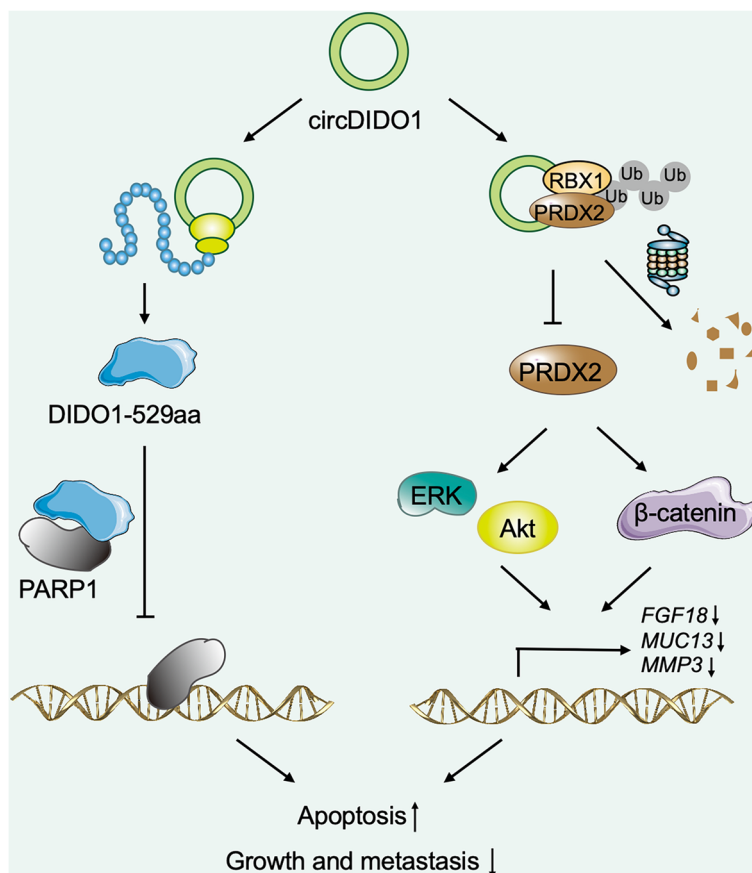 circDIDO1
RBX1
PRDX2
Ub
Ub
Ub
Ub
DIDO1-529aa
PRDX2
PARP1
ERK
Akt
β-catenin
FGF18↓
MUC13↓
MMP3↓
Apoptosis↑
Growth and metastasis↓